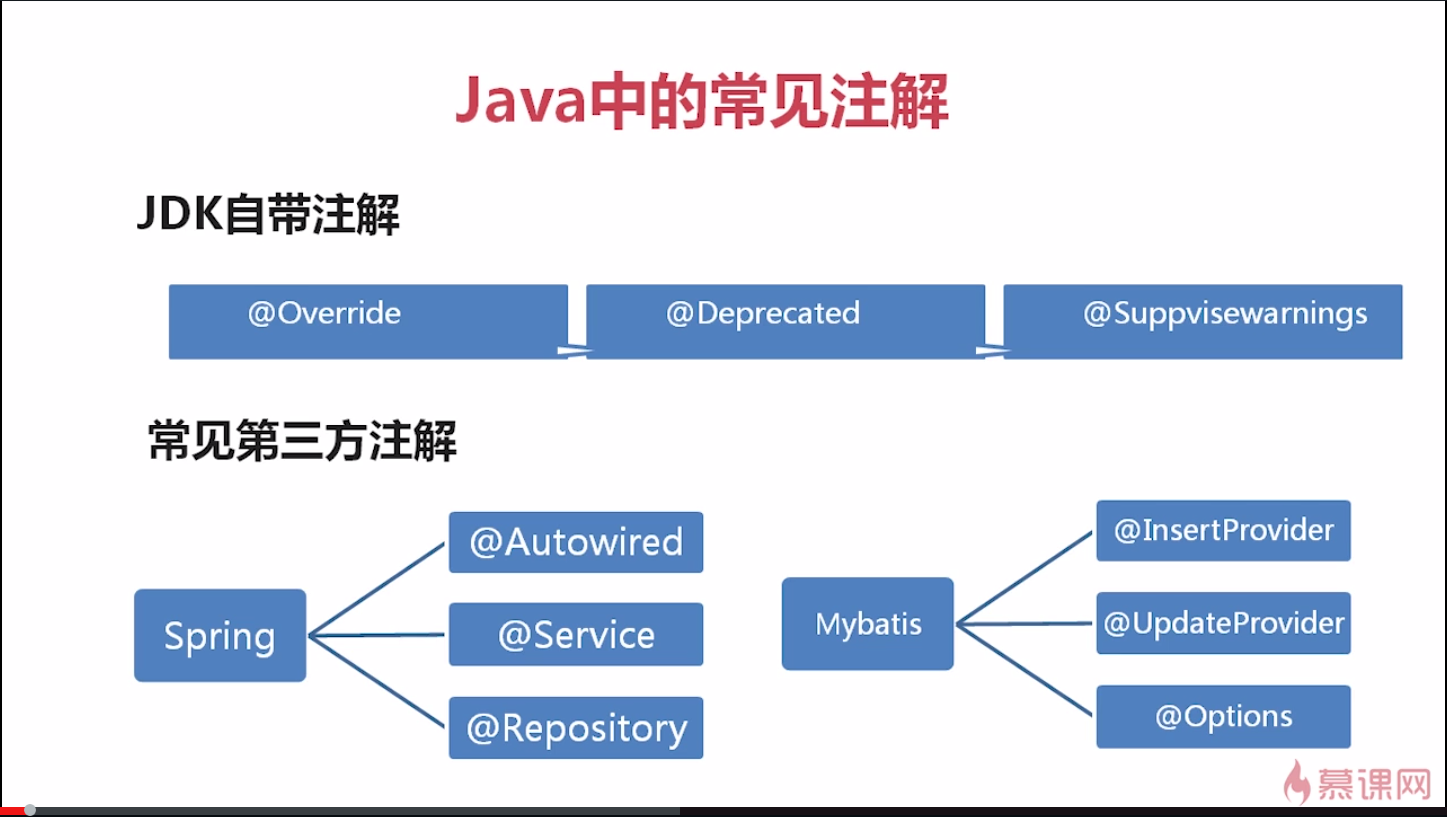 Java中的常见注解
JDK自带注解
@Override
@Deprecated
@Suppvisewarnings
常见第三方注解
Spring
@Autowired
@Service
@Repository
Mybatis
@InsertProvider
@UpdateProvider
@Options
慕课网